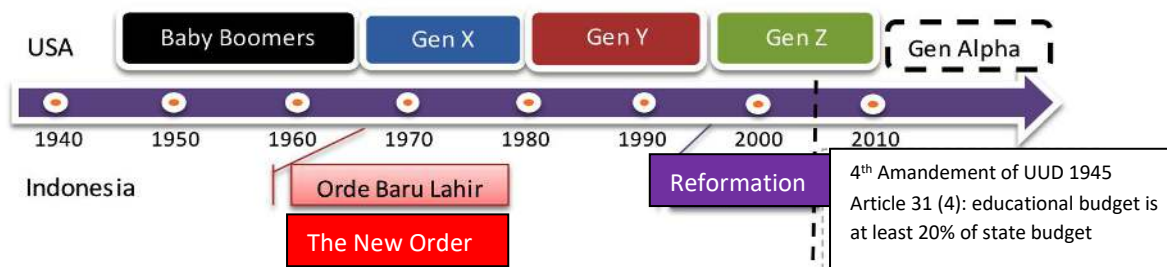 USA
Baby Boomers
Gen X
Gen Y
Gen Z
Gen Alpha
1940 1950 1960 1970 1980 1990 2000 2010
Indonesia
Orde Baru Lahir
The New Order
Reformation
4th Amandement of UUD 1945
Article 31 (4): educational budget is
at least 20% of state budget